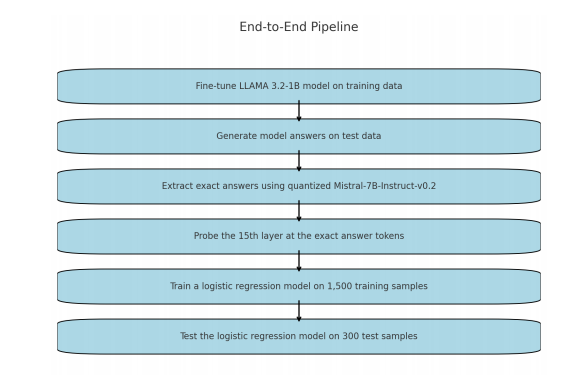 End-to-End Pipeline
Fine-tune LLAMA 3.2-1B model on training data
Generate model answers on test data
Extract exact answers using quantized Mistral-7B-Instruct-v0.2
Probe the 15th layer at the exact answer tokens
Train a logistic regression model on 1,500 training samples
Test the logistic regression model on 300 test samples